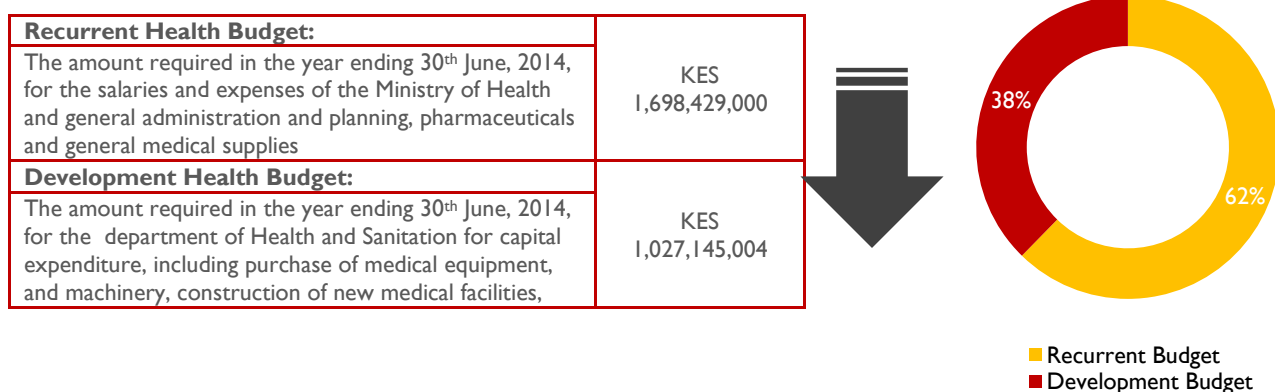 Recurrent Health Budget:
The amount required in the year ending 30th June, 2014,
for the salaries and expenses of the Ministry of Health
and general administration and planning, pharmaceuticals
and general medical supplies
KES
1,698,429,000
Development Health Budget:
The amount required in the year ending 30th June, 2014,
for the department of Health and Sanitation for capital
expenditure, including purchase of medical equipment,
and machinery, construction of new medical facilities,
KES
1,027,145,004
38%
62%
Recurrent Budget
Development Budget